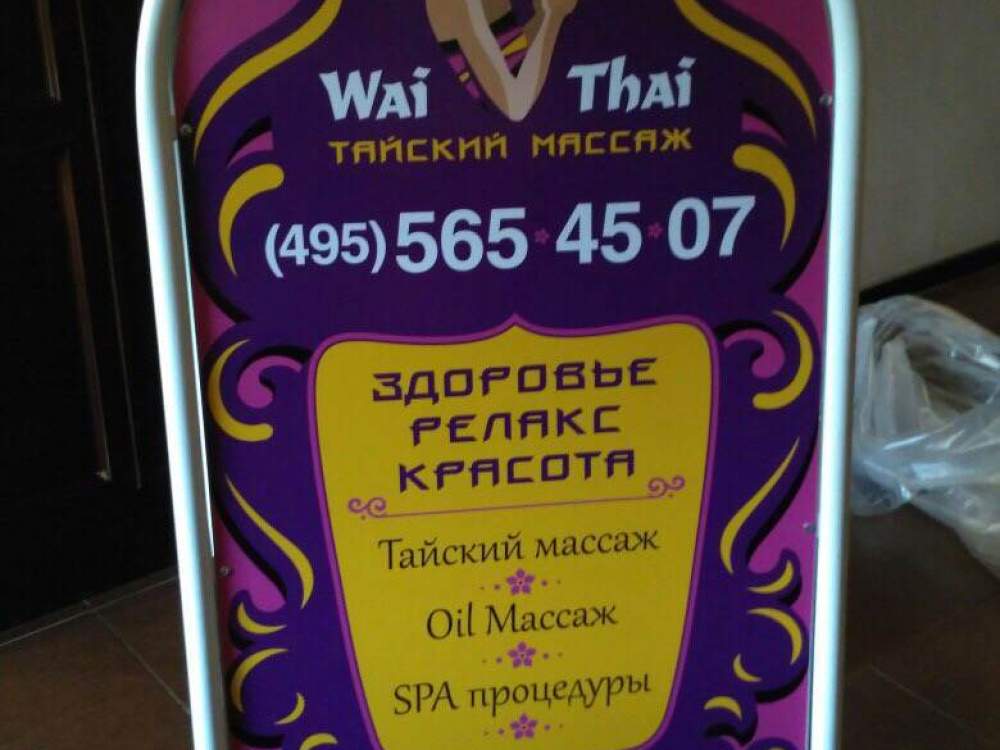 Wai Thai
ТАЙСКИЙ МАССАЖ
(495) 565 45 07
ЗДОРОВЬЕ
РЕЛАКС
КРАСОТА
Тайский массаж
Oil Массаж
SPA процедуры